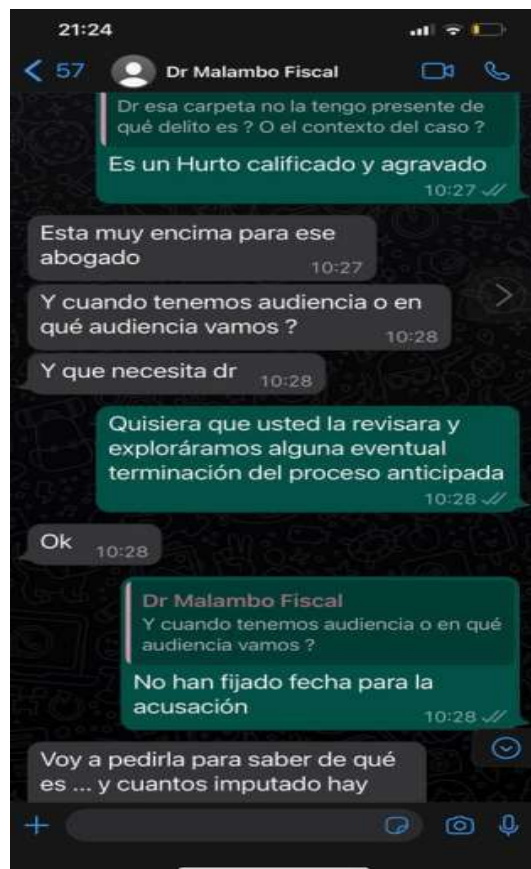 21:24
57 Dr Malambo Fiscal
Dr esa carpeta no la tengo presente de
qué delito es ? O el contexto del caso ?
Es un Hurto calificado y agravado
10:27
Esta muy encima para ese
abogado
10:27
Y cuando tenemos audiencia o en
qué audiencia vamos ?
10:28
Y que necesita dr 10:28
Quisiera que usted la revisara y
exploráramos alguna eventual
terminación del proceso anticipada
10:28
Ok 10:28
Dr Malambo Fiscal
Y cuando tenemos audiencia o en qué
audiencia vamos ?
No han fijado fecha para la
acusación
10:28
Voy a pedirla para saber de qué
es ... y cuantos imputado hay